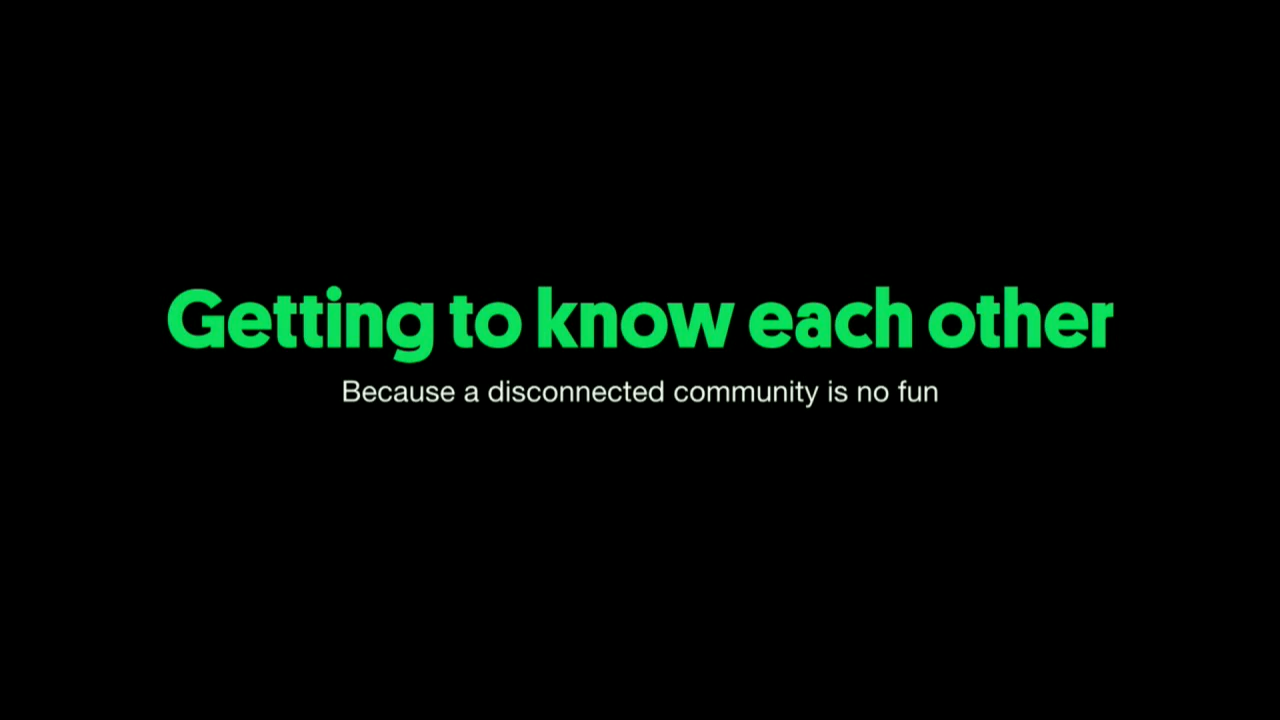 Getting to know each other
Because a disconnected community is no fun